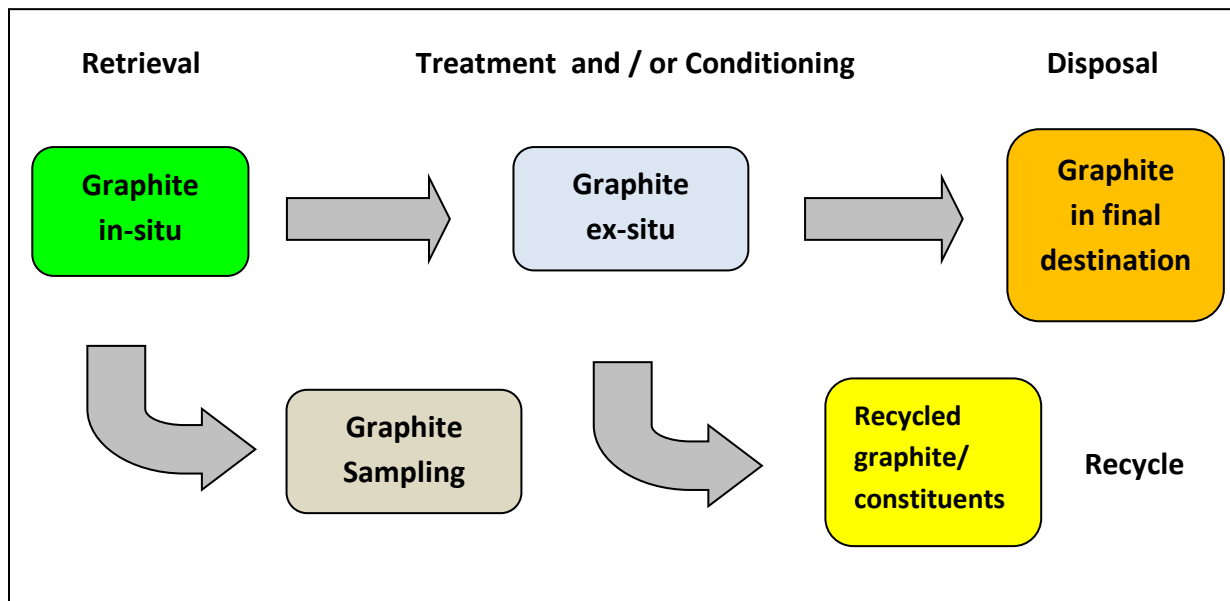 Retrieval
Treatment and / or Conditioning
Disposal
Graphite
in-situ
Graphite
ex-situ
Graphite
in final
destination
Graphite
Sampling
Recycled
graphite/
constituents
Recycle